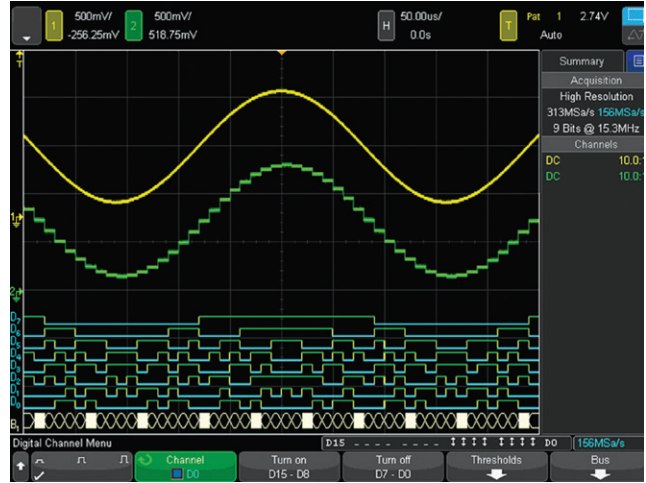 1 500mV/ 2 500mV/ H 50.00us/ T Pat 1 2.74V
-256.25mV 518.75mV 0.0s Auto
T
Summary
Acquisition
High Resolution
313MSa/s 156MSa/s
9 Bits @ 15.3MHz
Channels
DC 10.0:1
DC 10.0:1
1
2
D7
D6
D5
D4
D3
D2
D1
D0
B1
Digital Channel Menu D15 D0 156MSa/s
Channel Turn on Turn off Thresholds Bus
D0 D15 - D8 D7 - D0